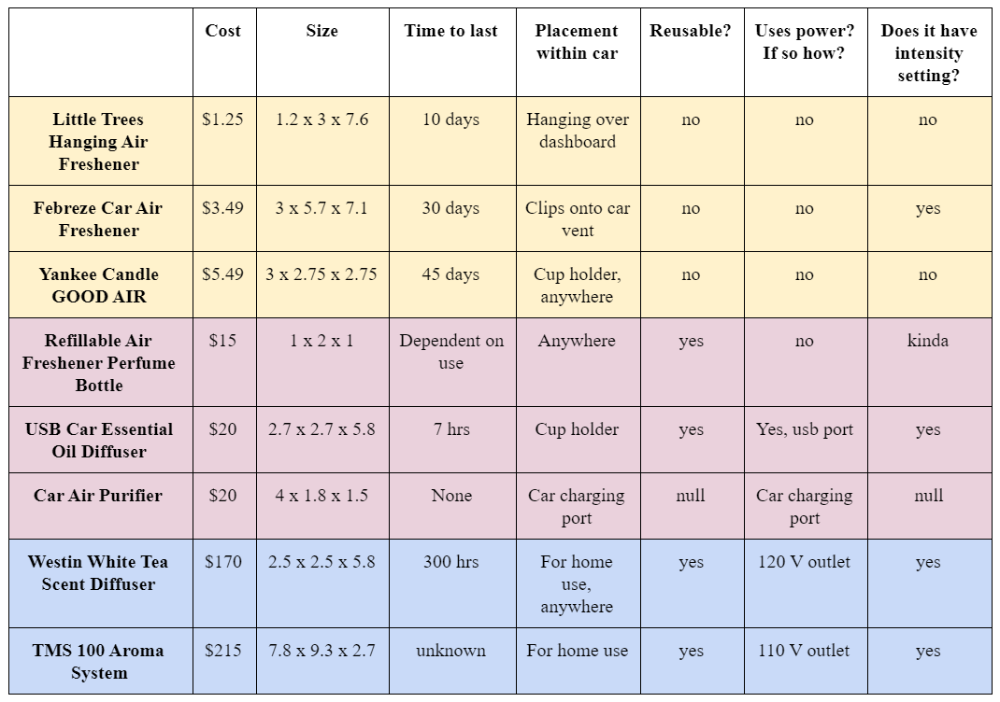 Cost Size Time to last Placement within car Reusable? Uses power? If so how? Does it have intensity setting?
Little Trees Hanging Air Freshener $1.25 1.2 x 3 x 7.6 10 days Hanging over dashboard no no no
Febreze Car Air Freshener $3.49 3 x 5.7 x 7.1 30 days Clips onto car vent no no yes
Yankee Candle GOOD AIR $5.49 3 x 2.75 x 2.75 45 days Cup holder, anywhere no no no
Refillable Air Freshener Perfume Bottle $15 1 x 2 x 1 Dependent on use Anywhere yes no kinda
USB Car Essential Oil Diffuser $20 2.7 x 2.7 x 5.8 7 hrs Cup holder yes Yes, usb port yes
Car Air Purifier $20 4 x 1.8 x 1.5 None Car charging port null Car charging port null
Westin White Tea Scent Diffuser $170 2.5 x 2.5 x 5.8 300 hrs For home use, anywhere yes 120 V outlet yes
TMS 100 Aroma System $215 7.8 x 9.3 x 2.7 unknown For home use yes 110 V outlet yes